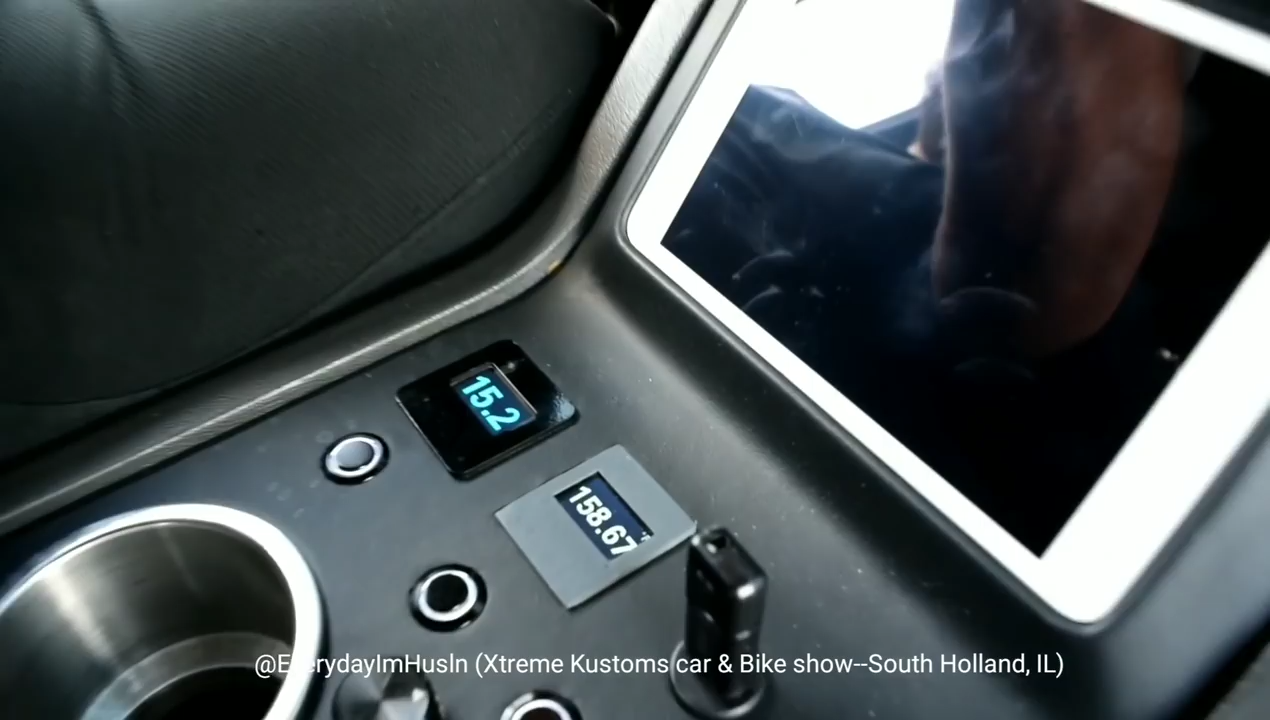 15.2
158.67
@EverydayImHusln (Xtreme Kustoms car & Bike show--South Holland, IL)